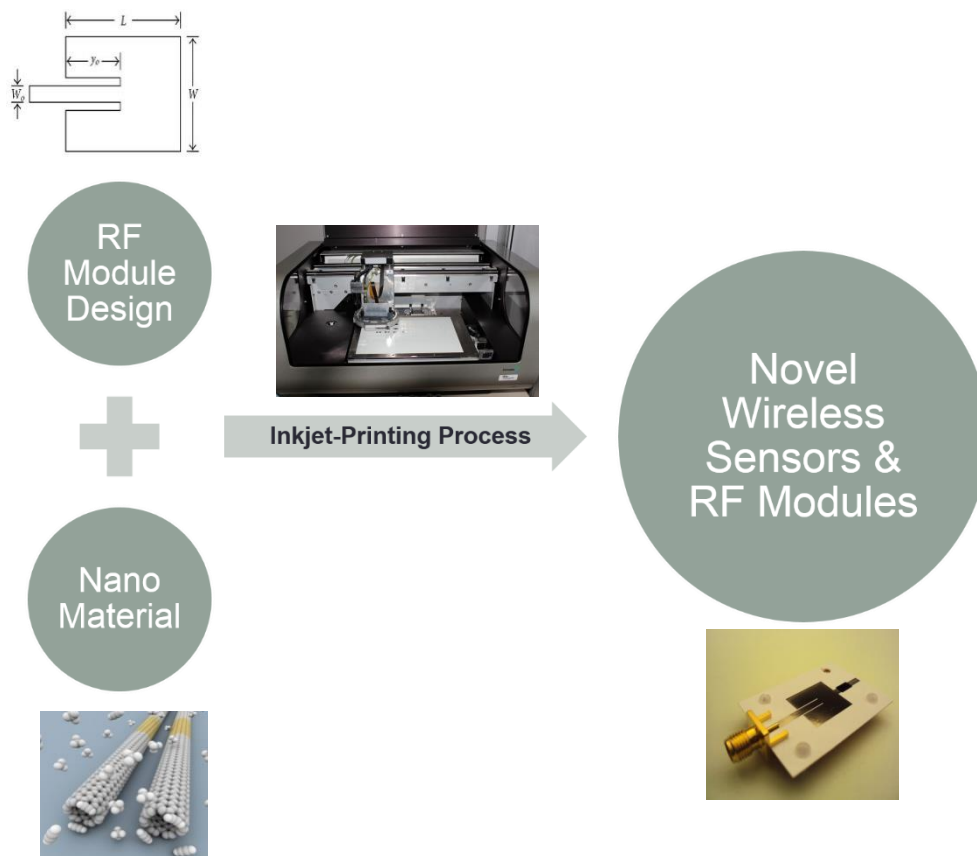 L
y₀
W₀
W
RF
Module
Design
Inkjet-Printing Process
Novel
Wireless
Sensors &
RF Modules
Nano
Material